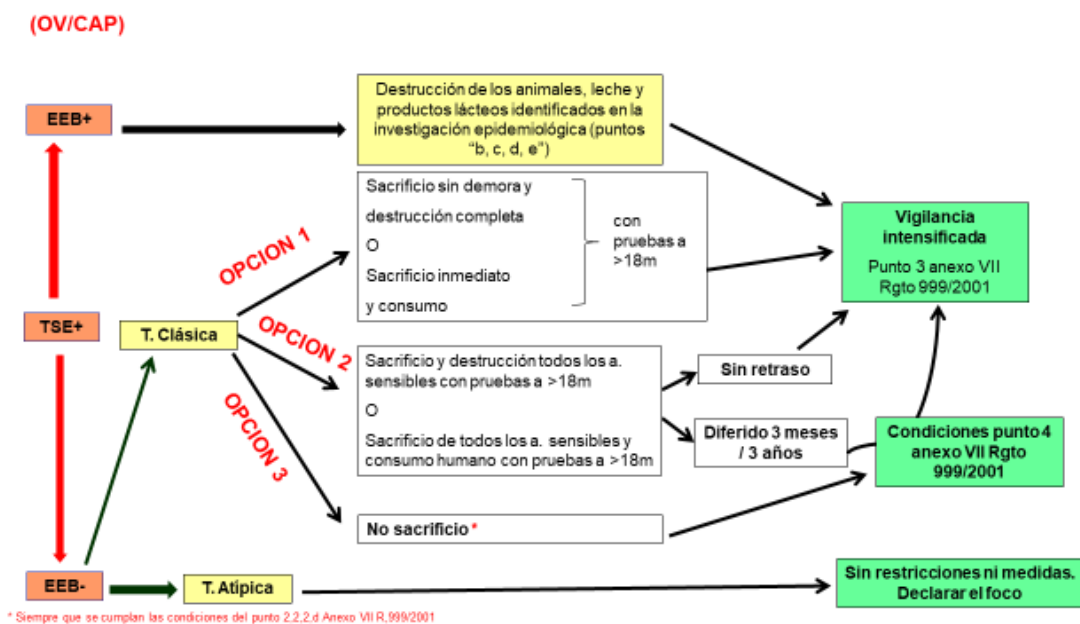 (OV/CAP)
EEB+
Destrucción de los animales, leche y
productos lácteos identificados en la
investigación epidemiológica (puntos
“b, c, d, e”)
Sacrificio sin demora y
destrucción completa
O
Sacrificio inmediato
y consumo
con
pruebas a
>18m
Vigilancia
intensificada
Punto 3 anexo VII
Rgto 999/2001
OPCION 1
TSE+
T. Clásica
OPCION 2
Sacrificio y destrucción todos los a.
sensibles con pruebas a >18m
O
Sacrificio de todos los a. sensibles y
consumo humano con pruebas a >18m
Sin retraso
Diferido 3 meses
/ 3 años
Condiciones punto 4
anexo VII Rgto
999/2001
OPCION 3
No sacrificio *
EEB-
T. Atípica
Sin restricciones ni medidas.
Declarar el foco
* Siempre que se cumplan las condiciones del punto 2,2,2,d Anexo VII R,999/2001